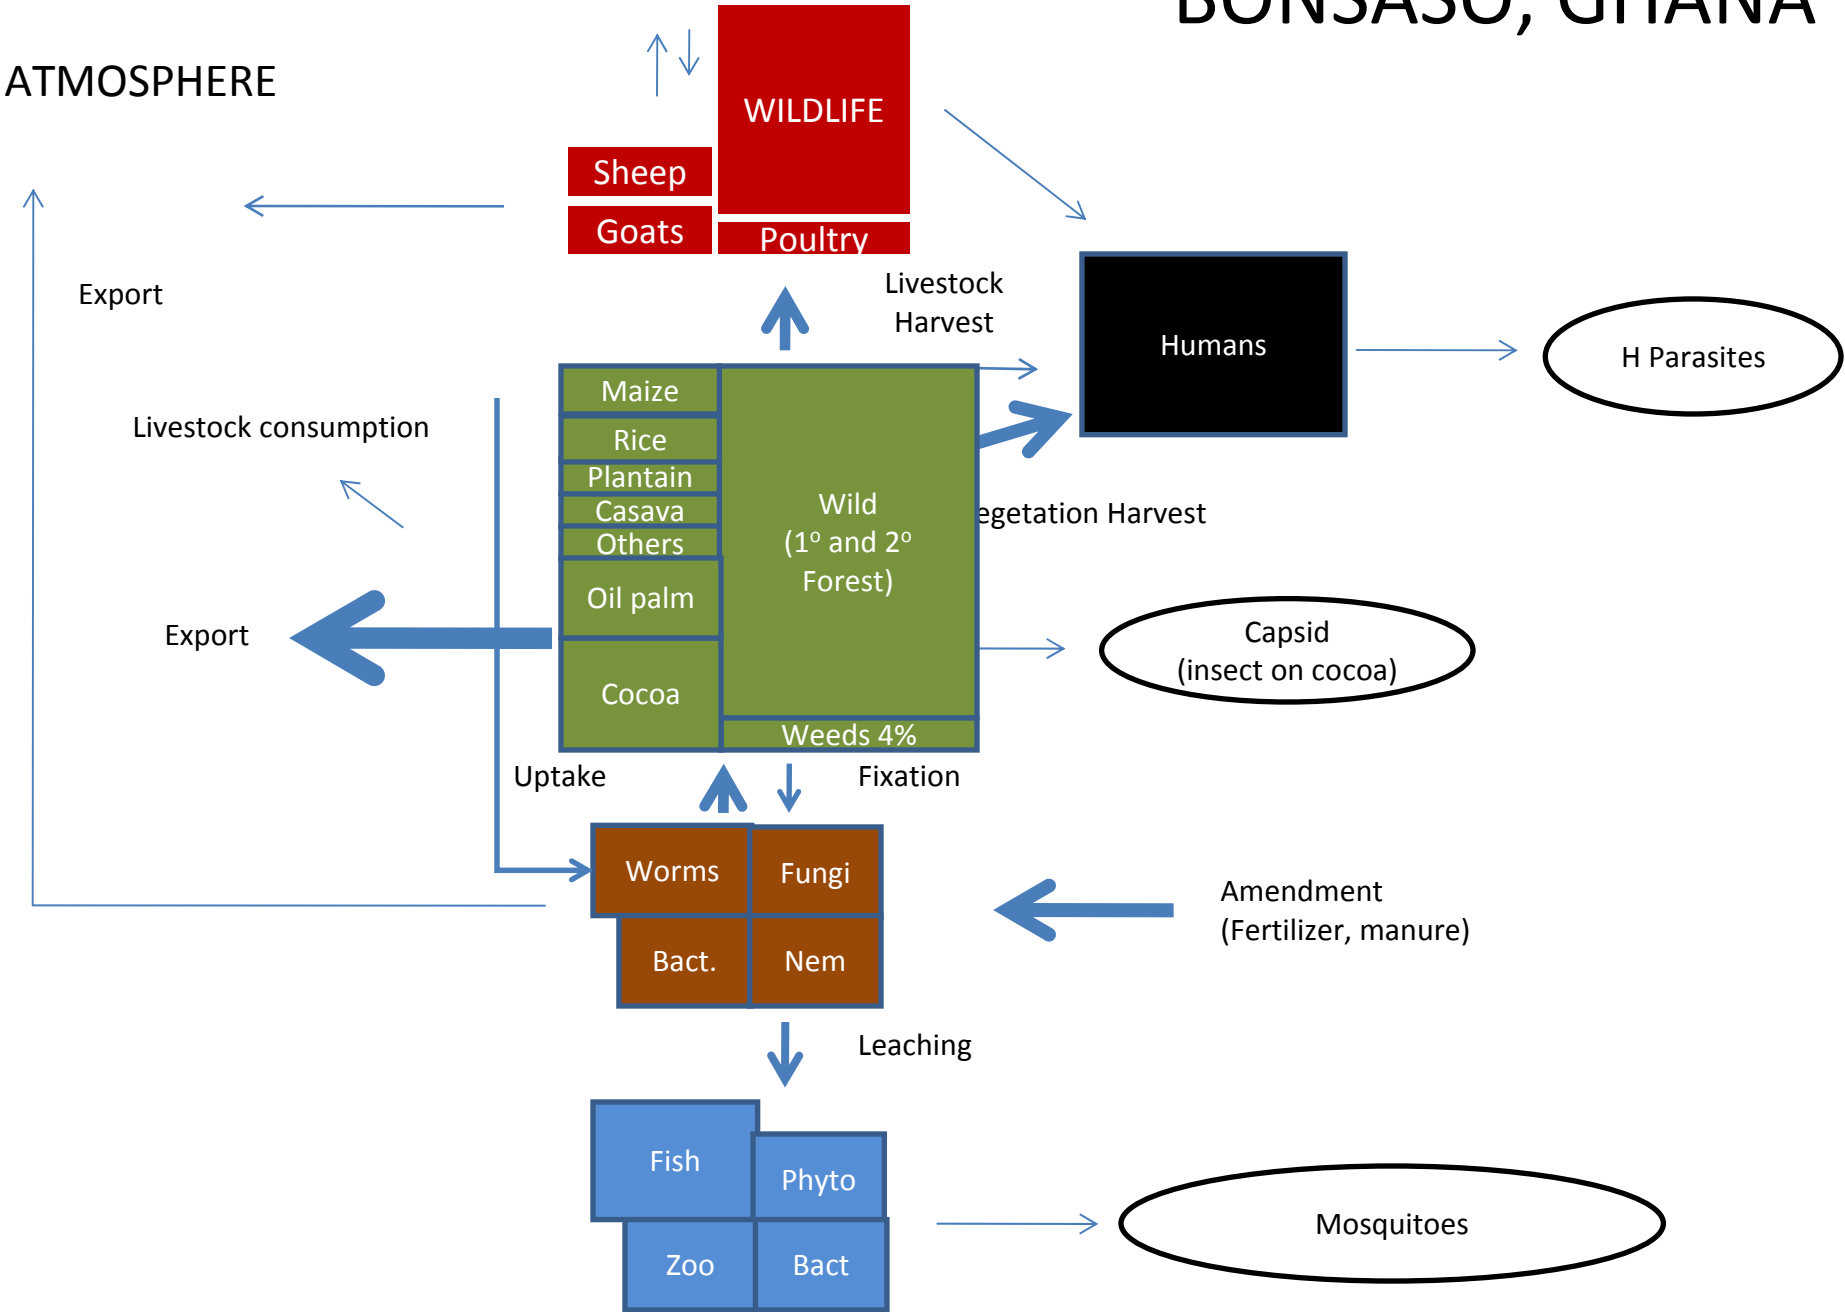 BONSASO, GHANA
ATMOSPHERE
WILDLIFE
Sheep
Goats
Poultry
Export
Livestock
Harvest
Humans
H Parasites
Livestock consumption
Maize
Rice
Plantain
Casava
Others
Oil palm
Cocoa
Wild
(1º and 2º
Forest)
Weeds 4%
egetation Harvest
Export
Capsid
(insect on cocoa)
Uptake
Fixation
Worms
Fungi
Bact.
Nem
Amendment
(Fertilizer, manure)
Leaching
Fish
Phyto
Zoo
Bact
Mosquitoes